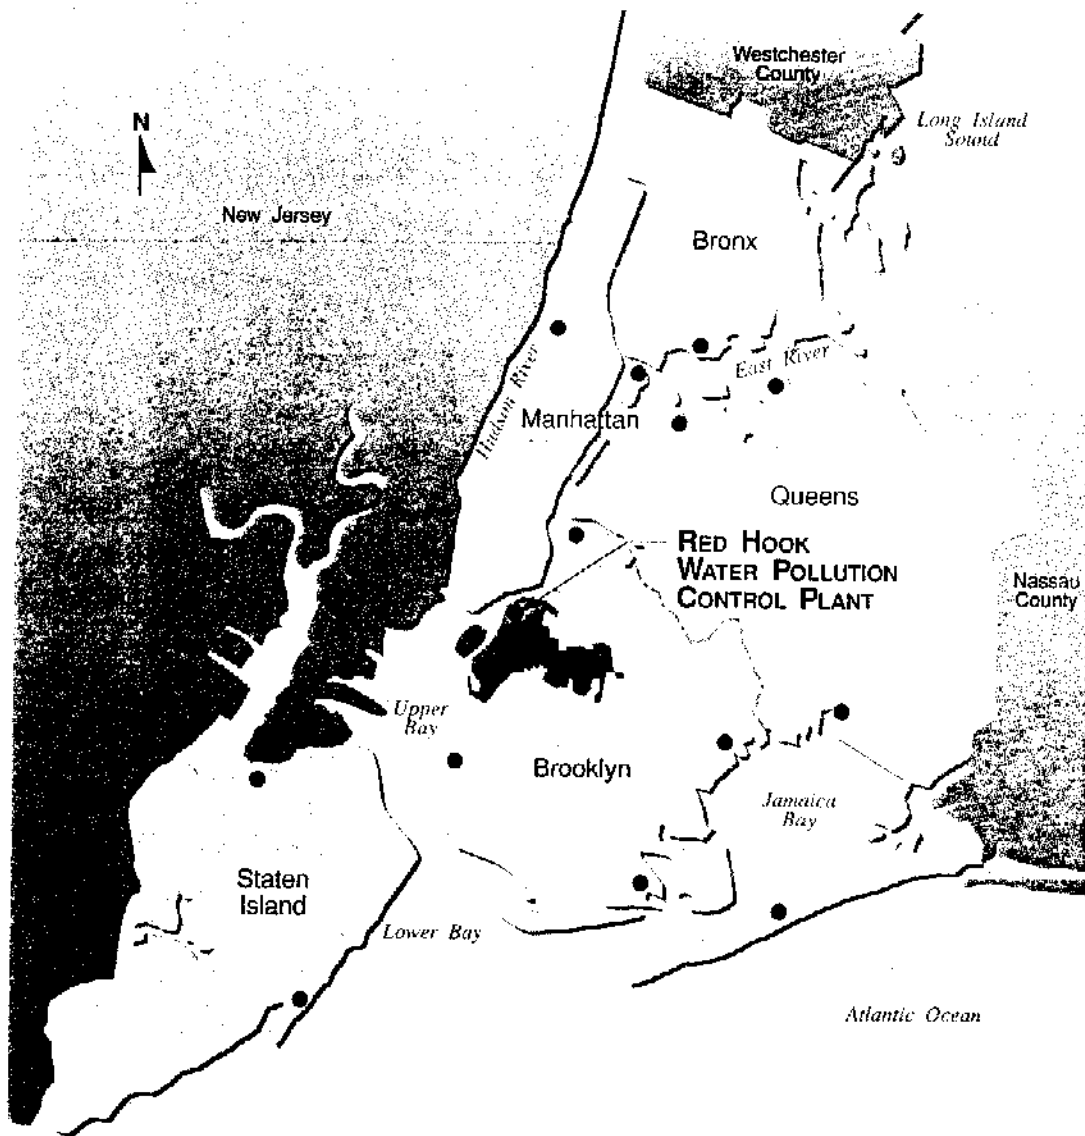 Westchester
County
Long Island
Sound
N
New Jersey
Bronx
East River
Hudson River
Manhattan
Queens
RED HOOK
WATER POLLUTION
CONTROL PLANT
Nassau
County
Upper
Bay
Brooklyn
Jamaica
Bay
Staten
Island
Lower Bay
Atlantic Ocean